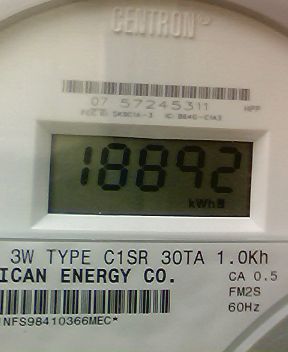 CENTRON
07 57245311
HPP
18892
kWh
3W TYPE C1SR 30TA 1.0Kh
ICAN ENERGY CO.
CA 0.5
FM2S
60Hz
NFS98410366MEC*